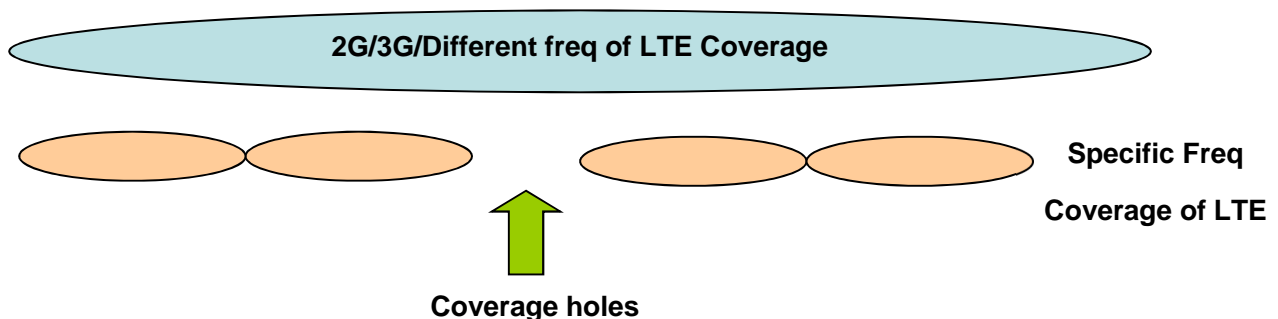 2G/3G/Different freq of LTE Coverage
Specific Freq
Coverage of LTE
Coverage holes